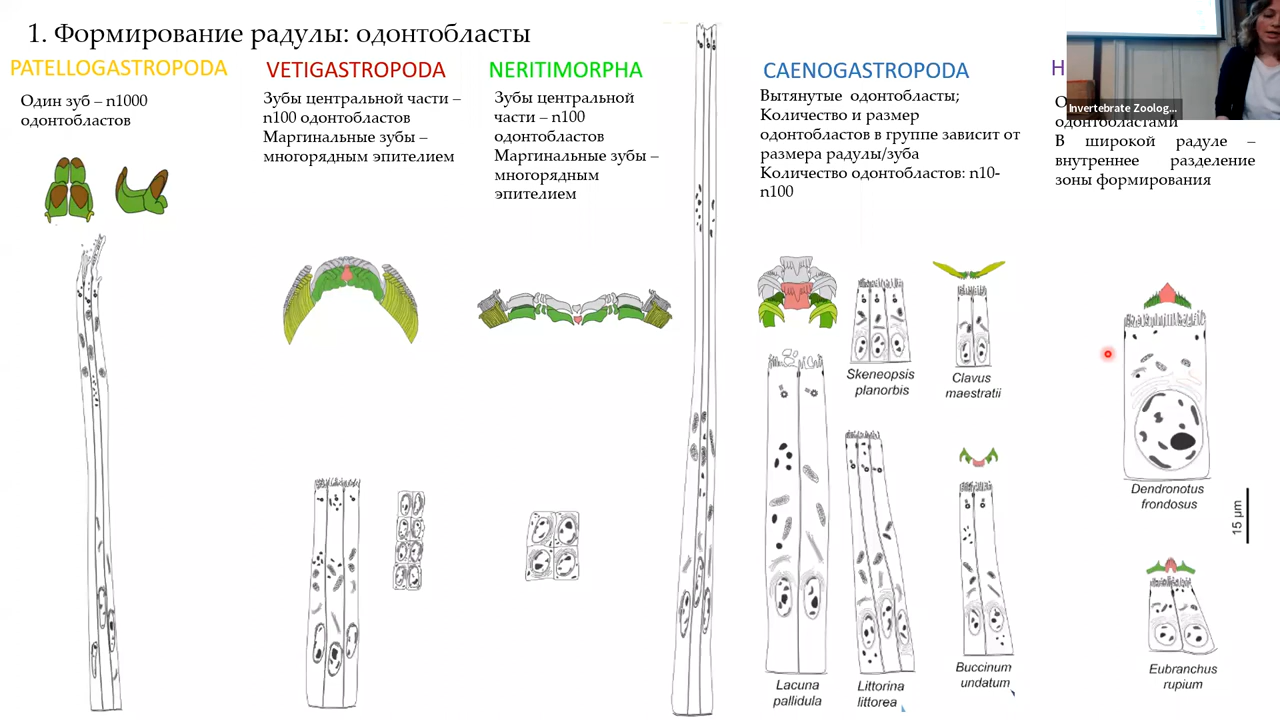 1. Формирование радулы: одонтобласты
PATELLOGASTROPODA
Один зуб – n1000
одонтобластов
VETIGASTROPODA
Зубы центральной части –
n100 одонтобластов
Маргинальные зубы –
многорядным эпителием
NERITIMORPHA
Зубы центральной
части – n100
одонтобластов
Маргинальные зубы –
многорядным
эпителием
CAENOGASTROPODA
Вытянутые одонтобласты;
Количество и размер
одонтобластов в группе зависит от
размера радулы/зуба
Количество одонтобластов: n10-
n100
Invertebrate Zoolog...
одонтобластами
В широкой радуле –
внутреннее разделение
зоны формирования
Skeneopsis
planorbis
Clavus
maestratii
Lacuna
pallidula
Littorina
littorea
Buccinum
undatum
Dendronotus
frondosus
15 μm
Eubranchus
rupium